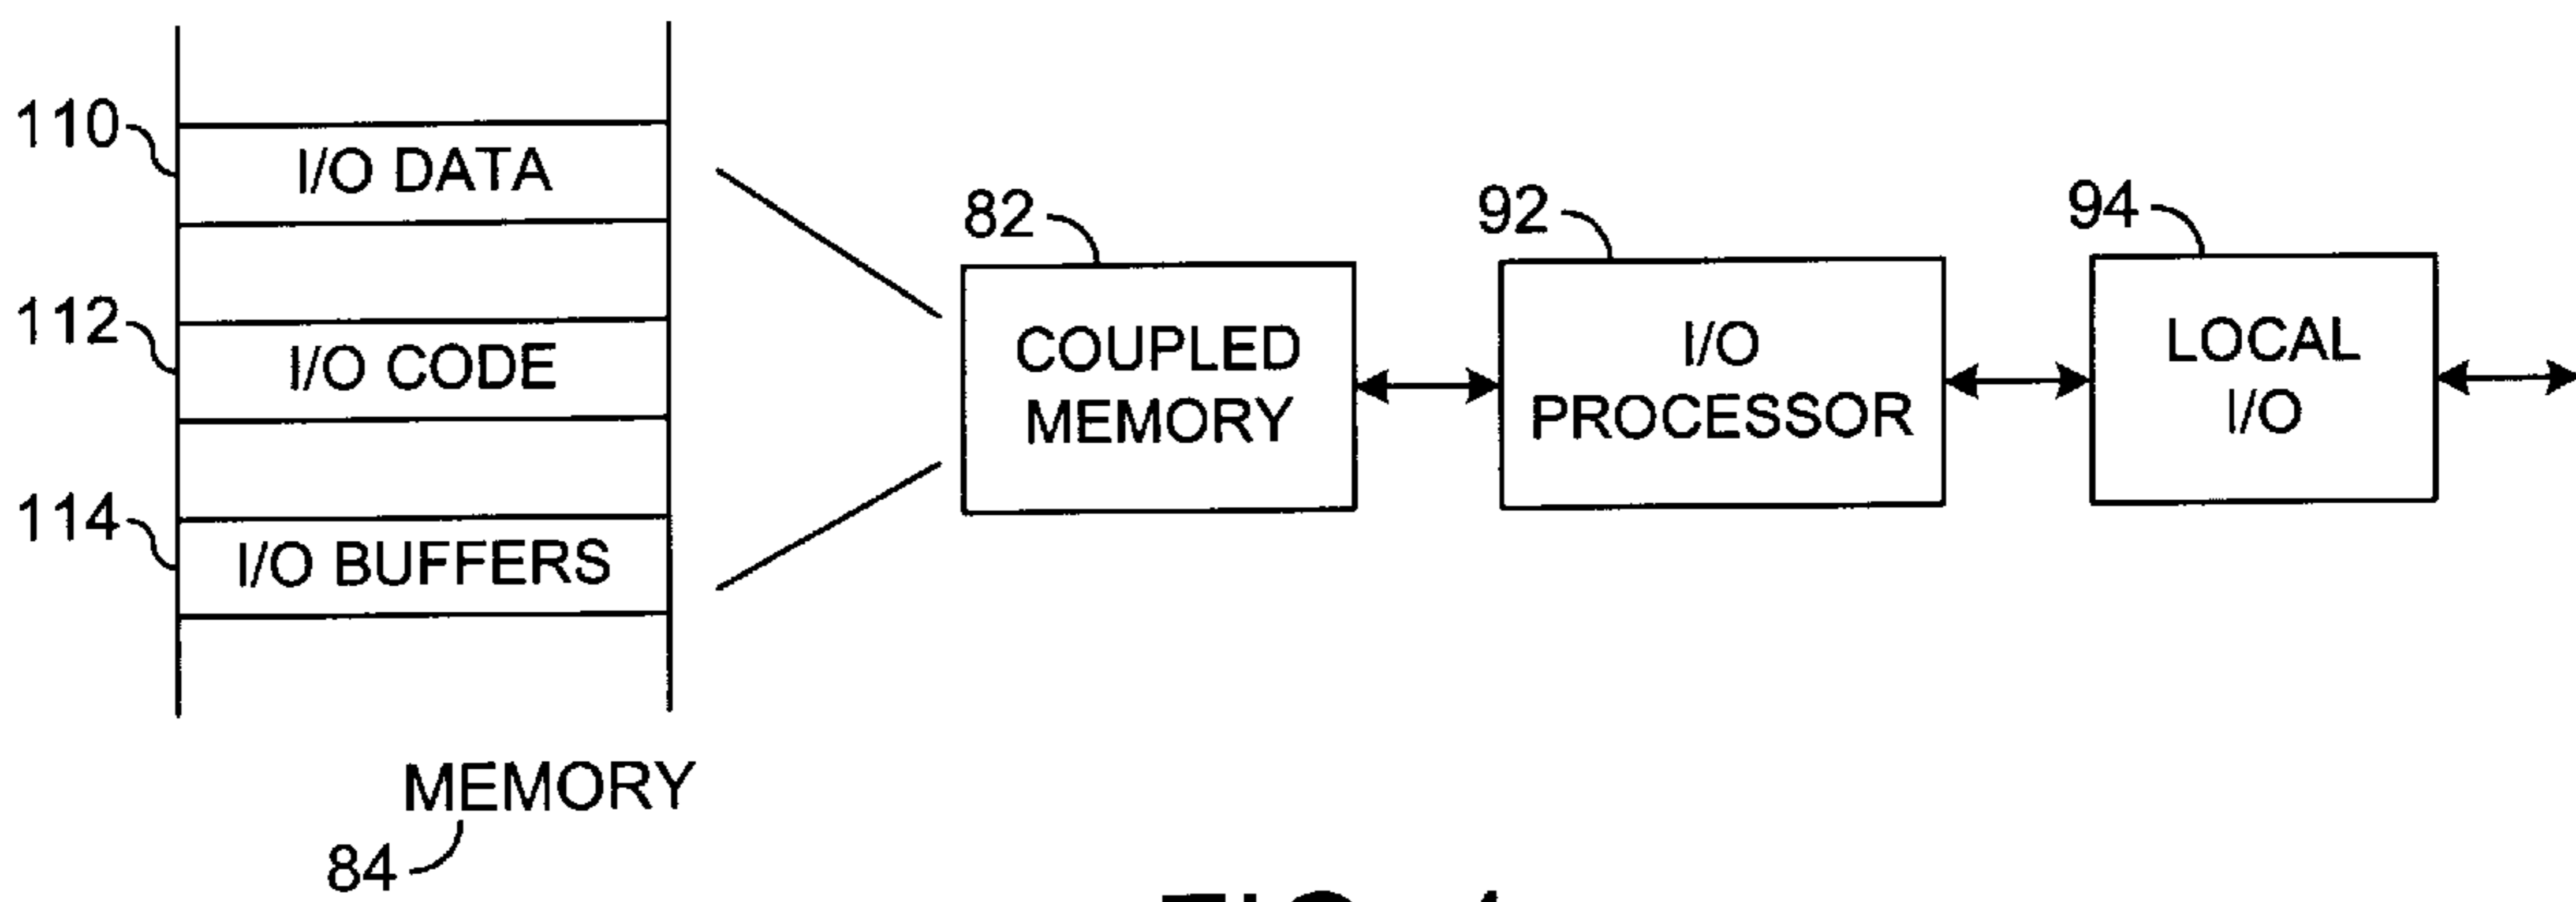 110
I/O DATA
112
I/O CODE
114
I/O BUFFERS
MEMORY
84
82
COUPLED
MEMORY
92
I/O
PROCESSOR
94
LOCAL
I/O